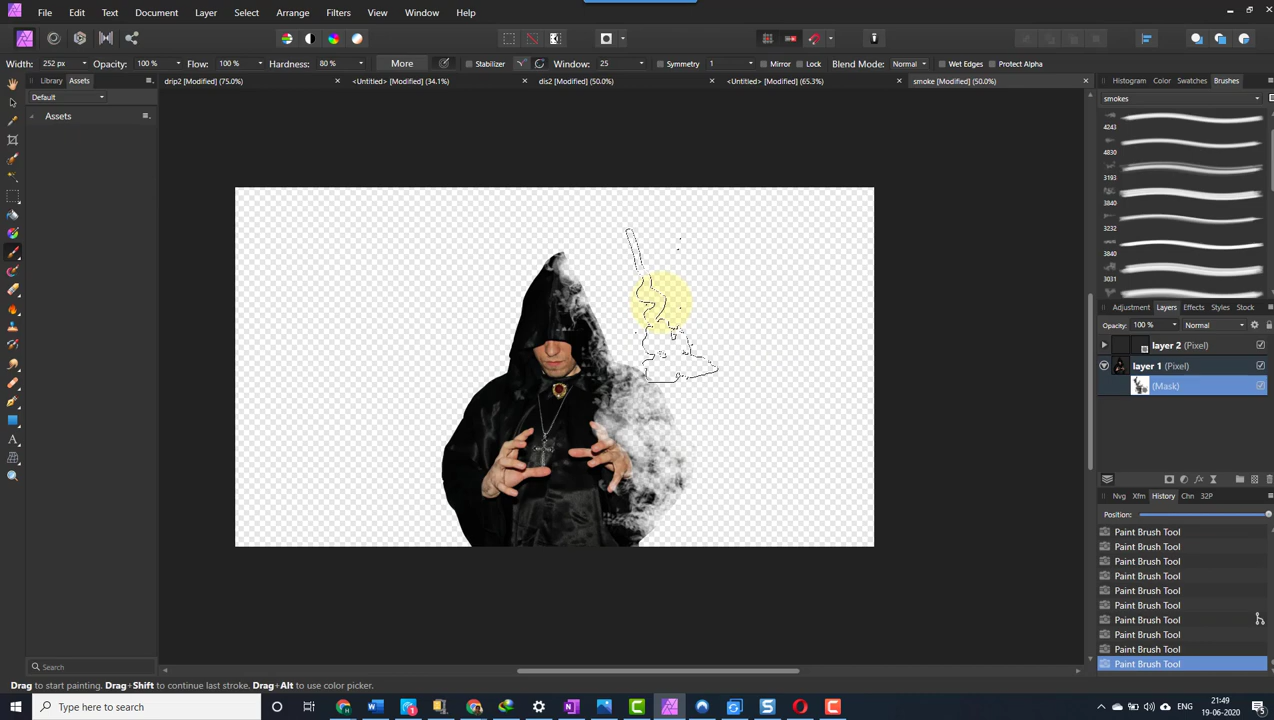 File Edit Text Document Layer Select Arrange Filters View Window Help
Width: 252 px Opacity: 100 % Flow: 100 % Hardness: 80 % More Stabilizer Window: 25 Symmetry 1 Mirror Lock Blend Mode: Normal Wet Edges Protect Alpha
Library Assets drip2 [Modified] (75.0%) <Untitled> [Modified] (34.1%) dis2 [Modified] (50.0%) <Untitled> [Modified] (65.3%) smoke [Modified] (50.0%) Histogram Color Swatches Brushes
Default smokes
Assets
4243
4830
3193
3840
3232
3840
3031
Adjustment Layers Effects Styles Stock
Opacity: 100 % Normal
layer 2 (Pixel)
layer 1 (Pixel)
(Mask)
Nvg Xfm History Chn 32P
Position:
Paint Brush Tool
Paint Brush Tool
Paint Brush Tool
Paint Brush Tool
Paint Brush Tool
Paint Brush Tool
Paint Brush Tool
Paint Brush Tool
Paint Brush Tool
Paint Brush Tool
Search
Drag to start painting. Drag+Shift to continue last stroke. Drag+Alt to use color picker.
Type here to search
ENG
21:49
19-06-2020